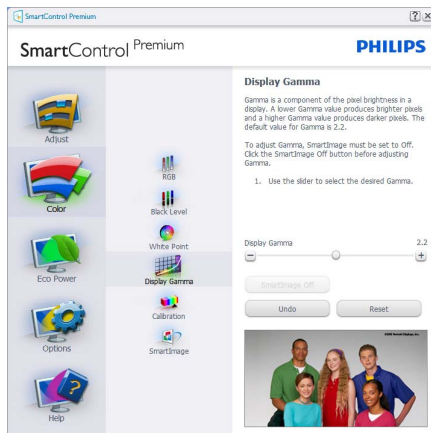 SmartControl Premium
SmartControl Premium
PHILIPS
Adjust
Color
Eco Power
Options
Help
RGB
Black Level
White Point
Display Gamma
Calibration
SmartImage
Display Gamma
Gamma is a component of the pixel brightness in a
display. A lower Gamma value produces brighter pixels
and a higher Gamma value produces darker pixels. The
default value for Gamma is 2.2.
To adjust Gamma, SmartImage must be set to Off.
Click the SmartImage Off button before adjusting
Gamma.
1. Use the slider to select the desired Gamma.
Display Gamma 2.2
SmartImage Off
Undo Reset